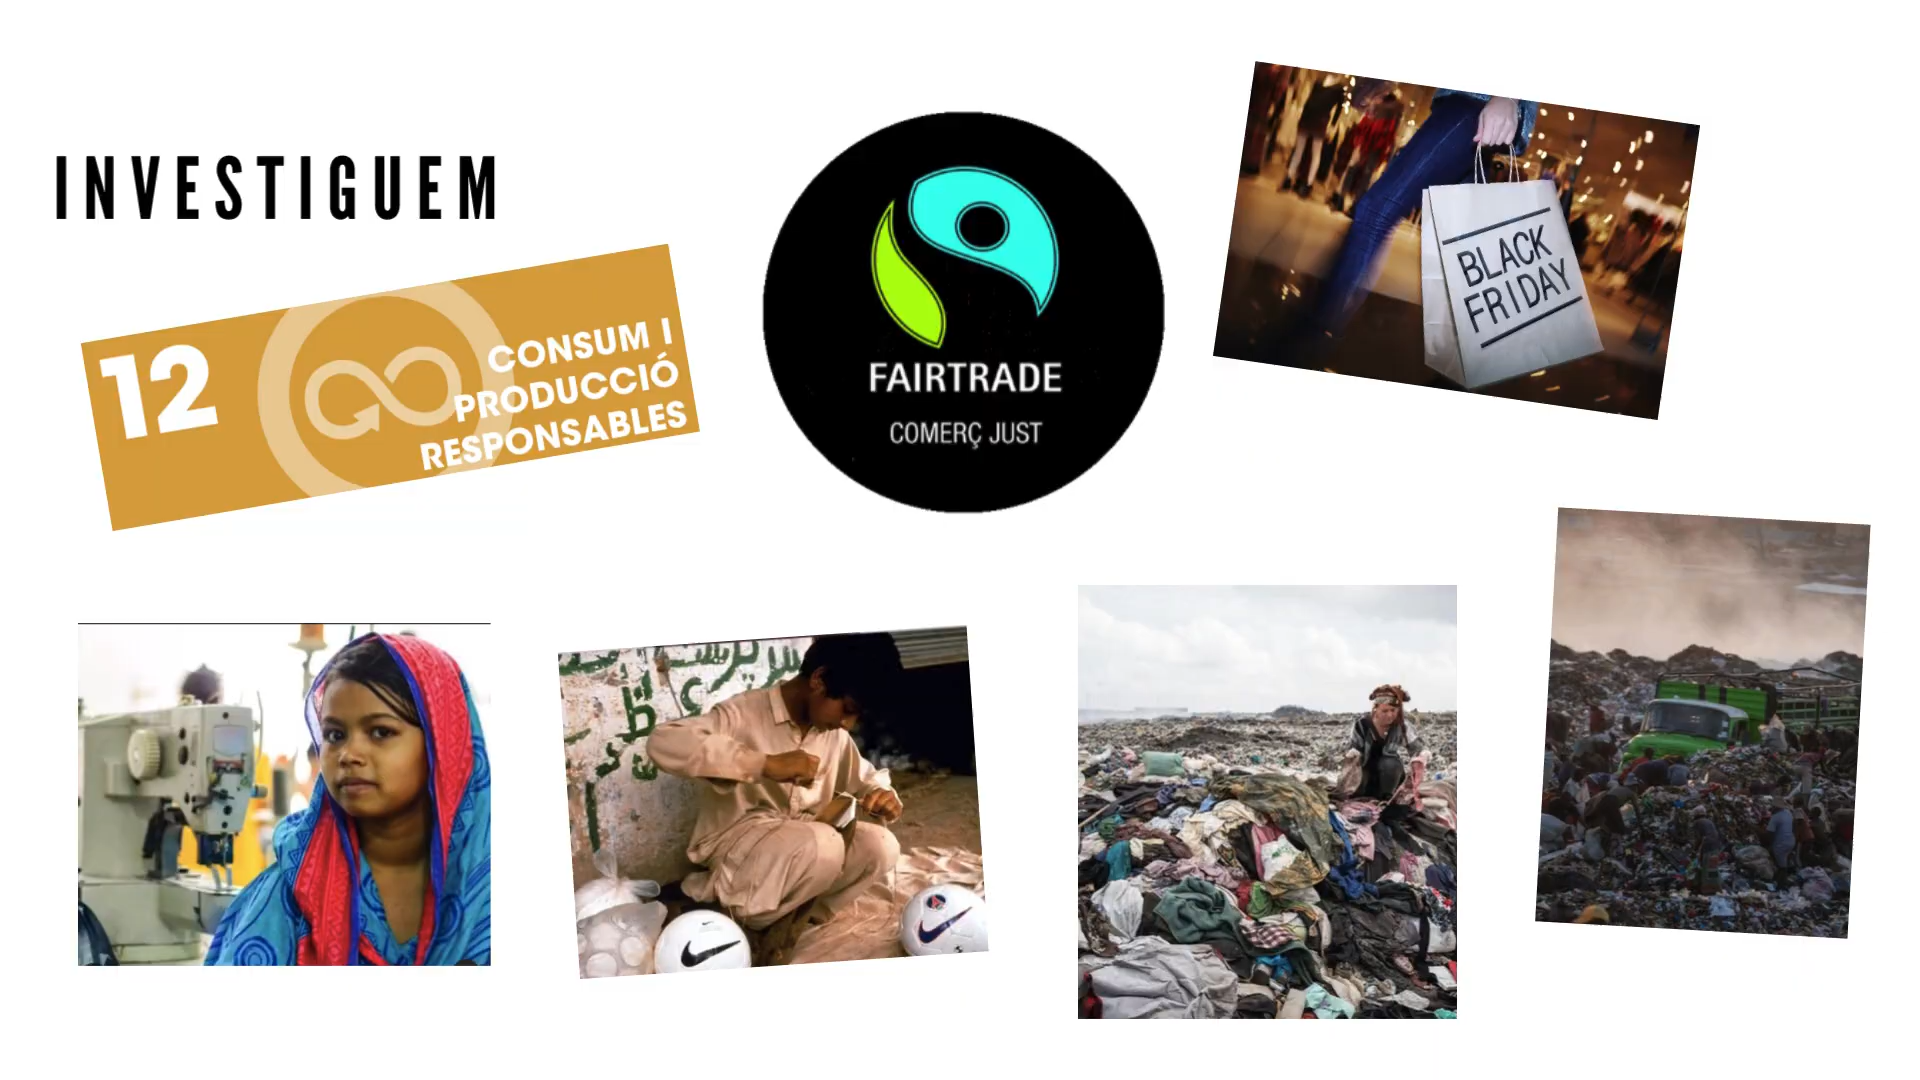 INVESTIGUEM
12
CONSUM I
PRODUCCIÓ
RESPONSABLES
FAIRTRADE
COMERÇ JUST
BLACK
FRIDAY